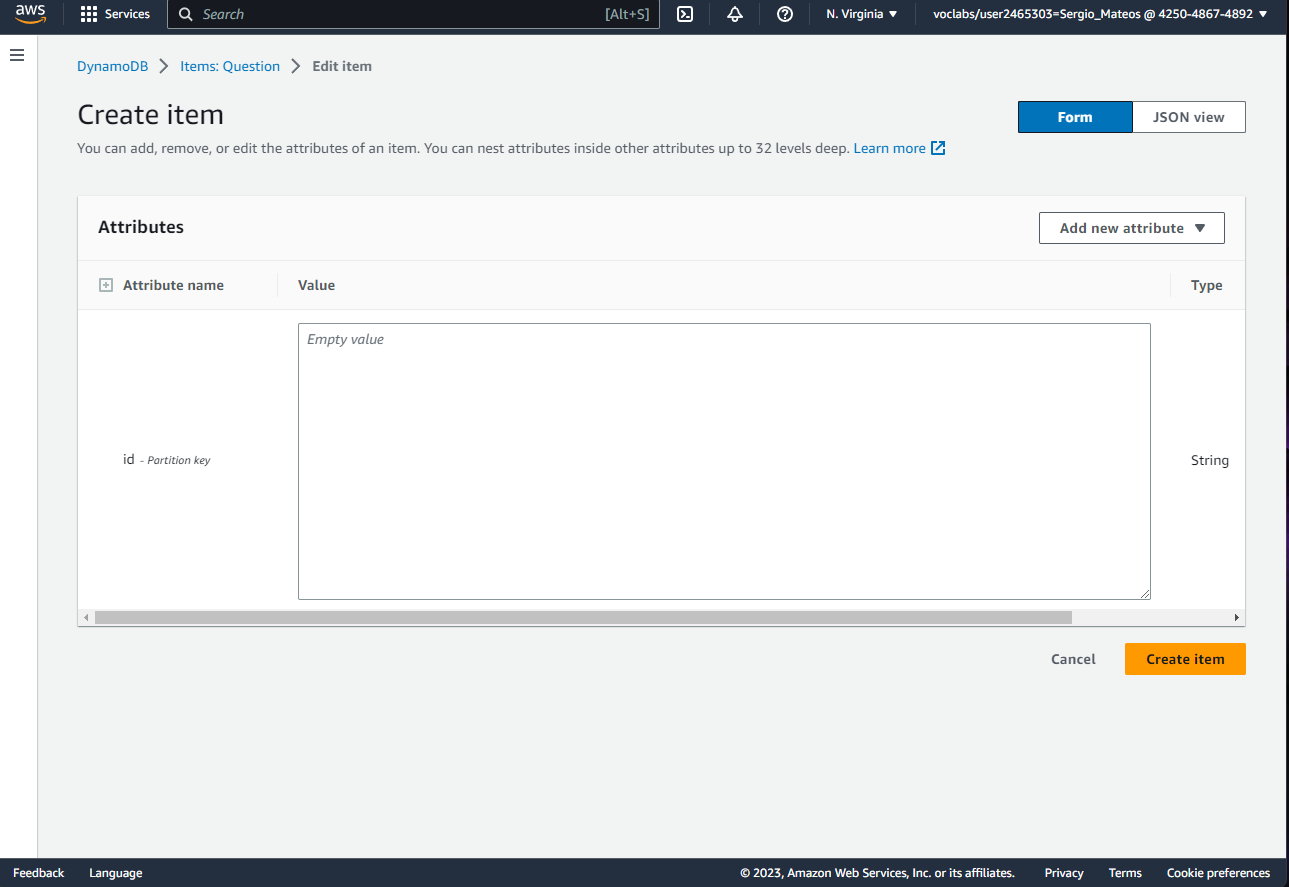 aws
Services
Search
[Alt+S]
N. Virginia
voclabs/user2465303=Sergio_Mateos @ 4250-4867-4892
DynamoDB
Items: Question
Edit item
Create item
Form
JSON view
You can add, remove, or edit the attributes of an item. You can nest attributes inside other attributes up to 32 levels deep. Learn more
Attributes
Add new attribute
Attribute name
Value
Type
Empty value
id - Partition key
String
Cancel
Create item
Feedback
Language
© 2023, Amazon Web Services, Inc. or its affiliates.
Privacy
Terms
Cookie preferences